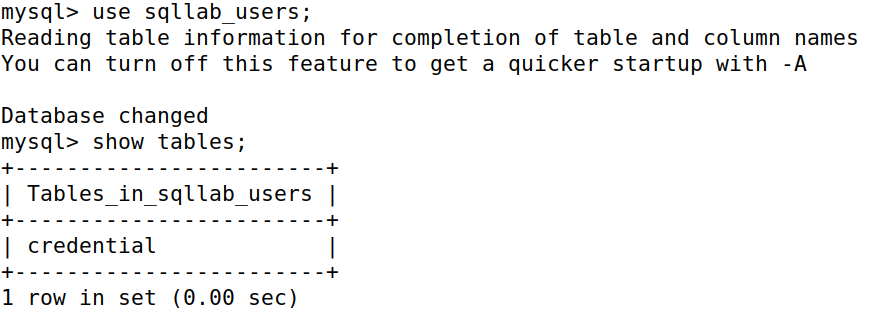 mysql> use sqllab_users;
Reading table information for completion of table and column names
You can turn off this feature to get a quicker startup with -A

Database changed
mysql> show tables;
+------------------------+
| Tables_in_sqllab_users |
+------------------------+
| credential             |
+------------------------+
1 row in set (0.00 sec)